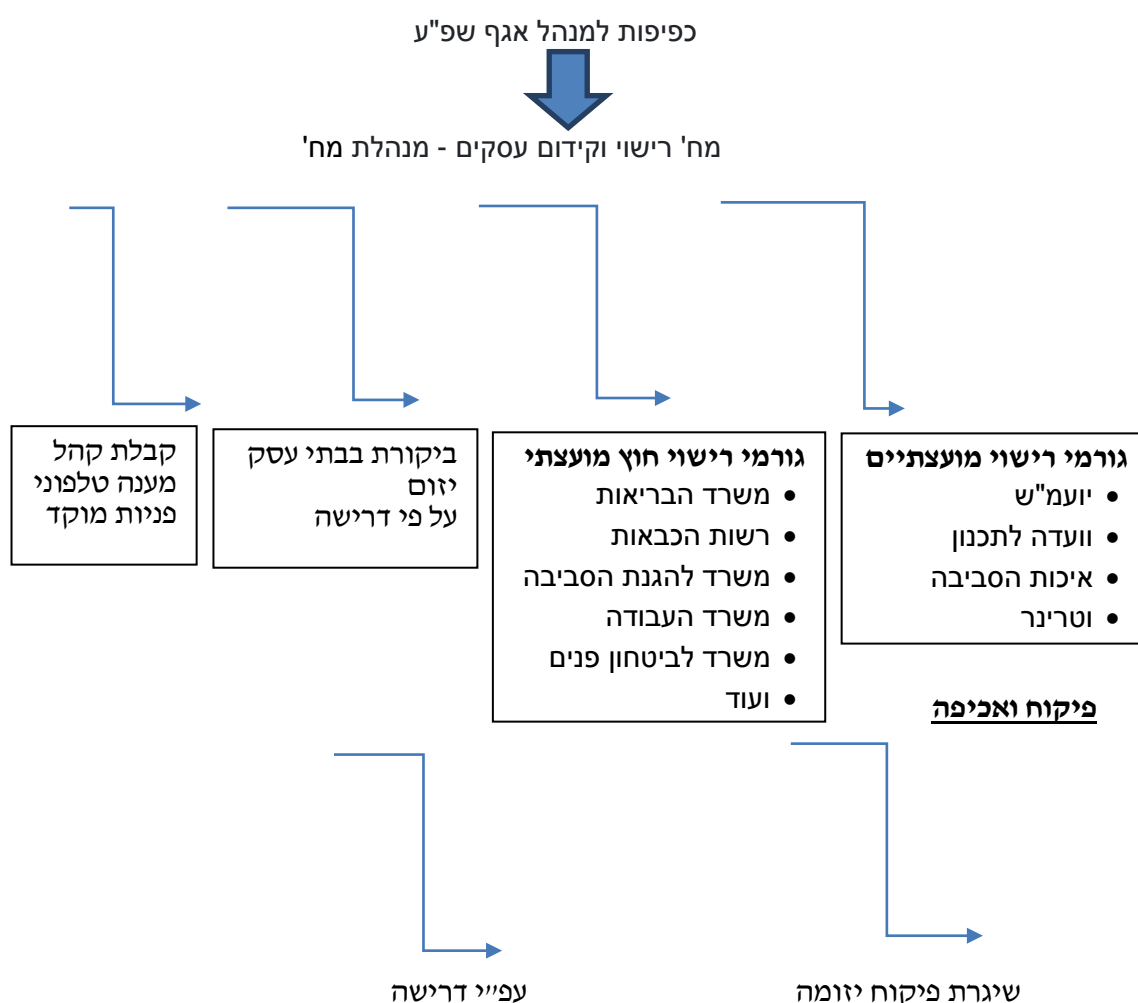 כפיפות למנהל אגף שפ"ע
מח' רישוי וקידום עסקים - מנהלת מח'
גורמי רישוי מועצתיים
• יועמ"ש
• וועדה לתכנון
• איכות הסביבה
• וטרינר
גורמי רישוי חוץ מועצתי
• משרד הבריאות
• רשות הכבאות
• משרד להגנת הסביבה
• משרד העבודה
• משרד לביטחון פנים
• ועוד
ביקורת בבתי עסק
יזום
על פי דרישה
קבלת קהל
מענה טלפוני
פניות מוקד
פיקוח ואכיפה
שיגרת פיקוח יזומה
עפ״י דרישה